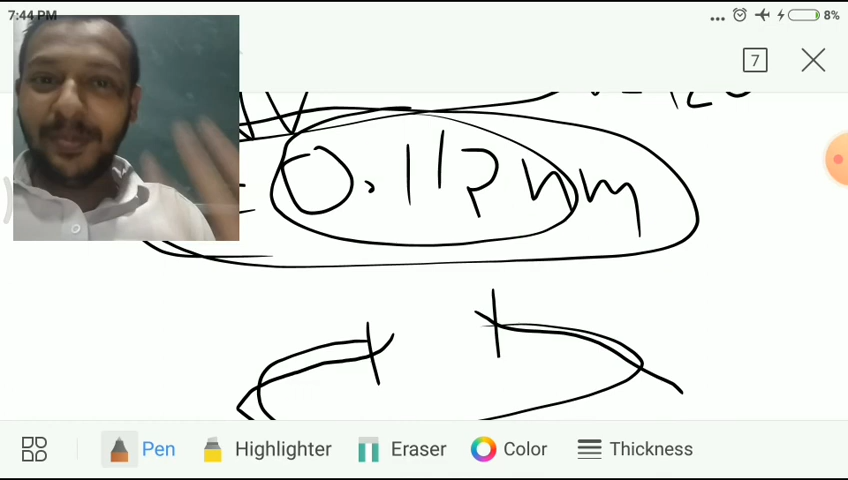 7:44 PM
... 8%
7
= 0.112 nm
Pen
Highlighter
Eraser
Color
Thickness